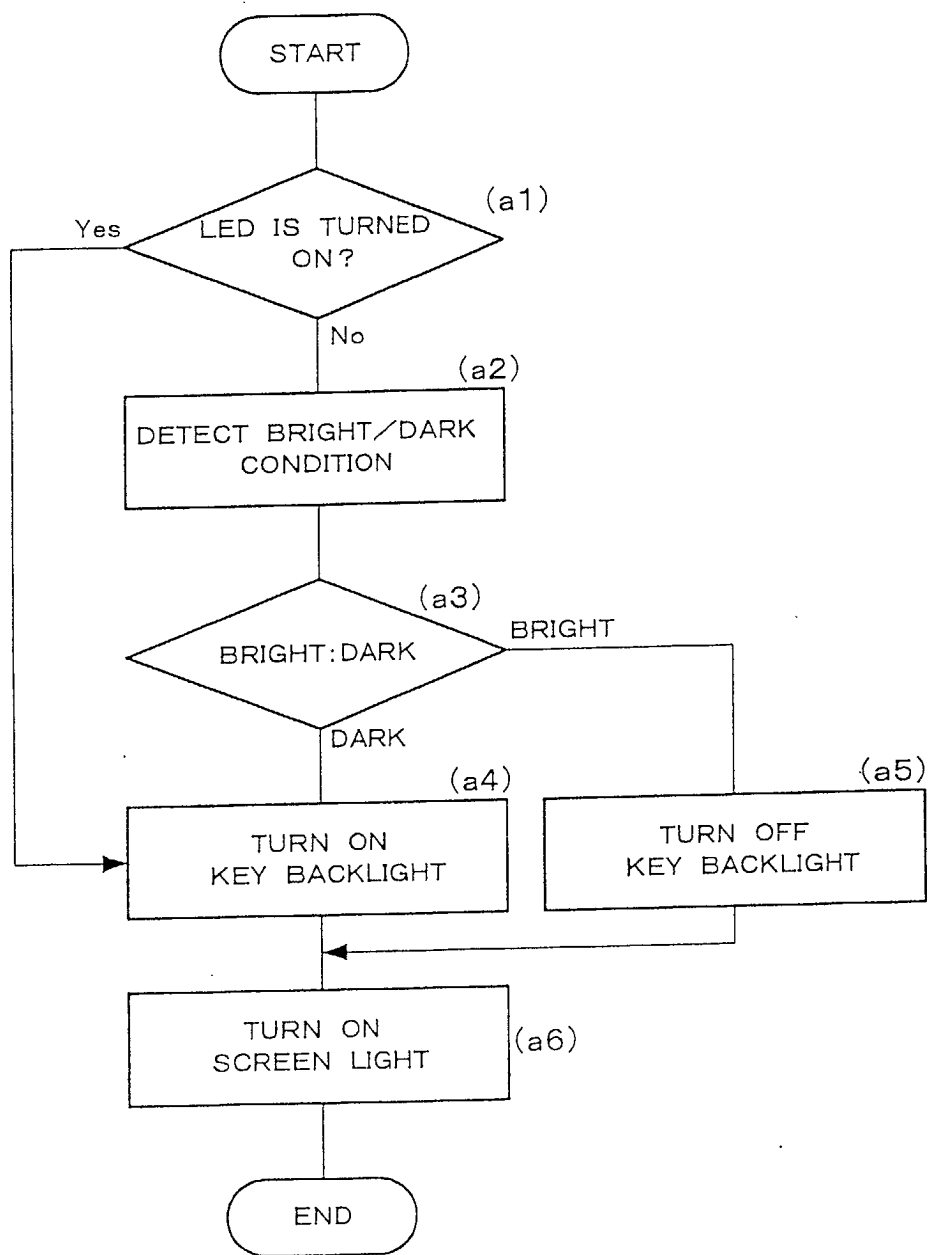 START
(a1)
Yes
LED IS TURNED
ON?
No
(a2)
DETECT BRIGHT/DARK
CONDITION
(a3)
BRIGHT
BRIGHT:DARK
DARK
(a4)
(a5)
TURN ON
KEY BACKLIGHT
TURN OFF
KEY BACKLIGHT
TURN ON
SCREEN LIGHT
(a6)
END